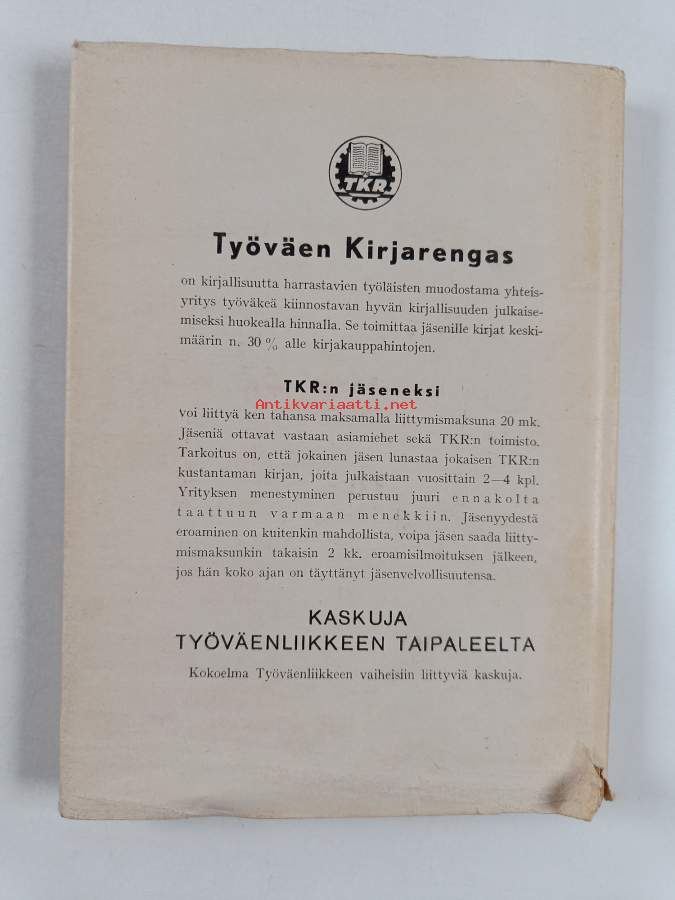 TKR
Työväen Kirjarengas
on kirjallisuutta harrastavien työläisten muodostama yhteis-
yritys työväkeä kiinnostavan hyvän kirjallisuuden julkaise-
miseksi huokealla hinnalla. Se toimittaa jäsenille kirjat keski-
määrin n. 30 % alle kirjakauppahintojen.
TKR:n jäseneksi
Antikvariaatti.net
voi liittyä ken tahansa maksamalla liittymismaksuna 20 mk.
Jäseniä ottavat vastaan asiamiehet sekä TKR:n toimisto.
Tarkoitus on, että jokainen jäsen lunastaa jokaisen TKR:n
kustantaman kirjan, joita julkaistaan vuosittain 2—4 kpl.
Yrityksen menestyminen perustuu juuri ennakolta
taattuun varmaan menekkiin. Jäsenyydestä
eroaminen on kuitenkin mahdollista, voipa jäsen saada liitty-
mismaksunkin takaisin 2 kk. eroamisilmoituksen jälkeen,
jos hän koko ajan on täyttänyt jäsenvelvollisuutensa.
KASKUJA
TYÖVÄENLIIKKEEN TAIPALEELTA
Kokoelma Työväenliikkeen vaiheisiin liittyviä kaskuja.